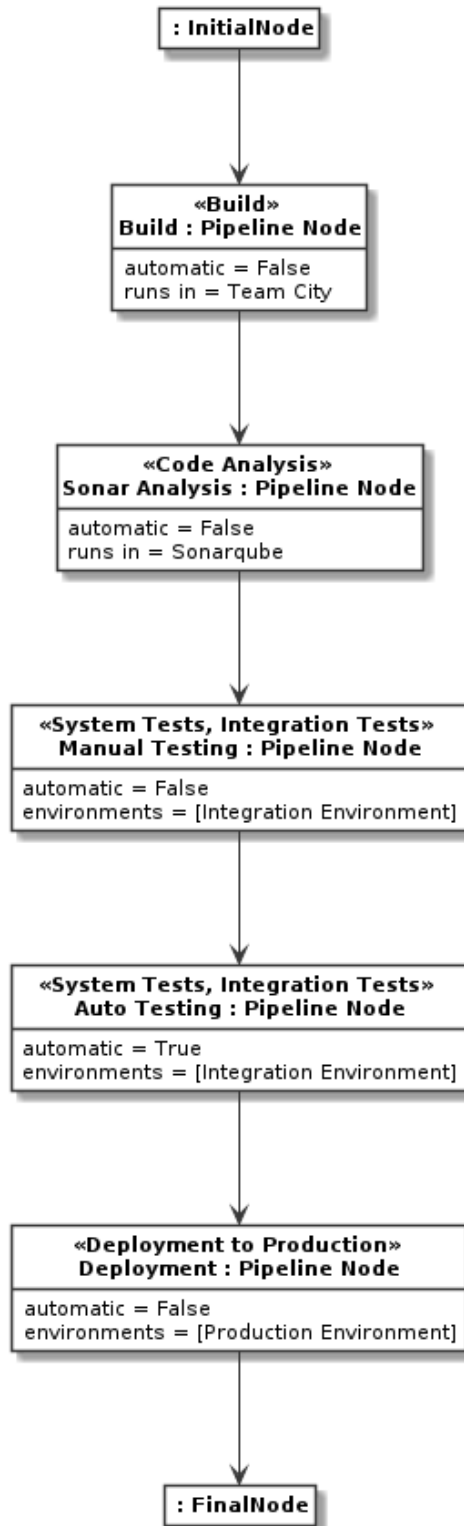 : InitialNode
«Build»
Build : Pipeline Node
automatic = False
runs in = Team City
«Code Analysis»
Sonar Analysis : Pipeline Node
automatic = False
runs in = Sonarqube
«System Tests, Integration Tests»
Manual Testing : Pipeline Node
automatic = False
environments = [Integration Environment]
«System Tests, Integration Tests»
Auto Testing : Pipeline Node
automatic = True
environments = [Integration Environment]
«Deployment to Production»
Deployment : Pipeline Node
automatic = False
environments = [Production Environment]
: FinalNode